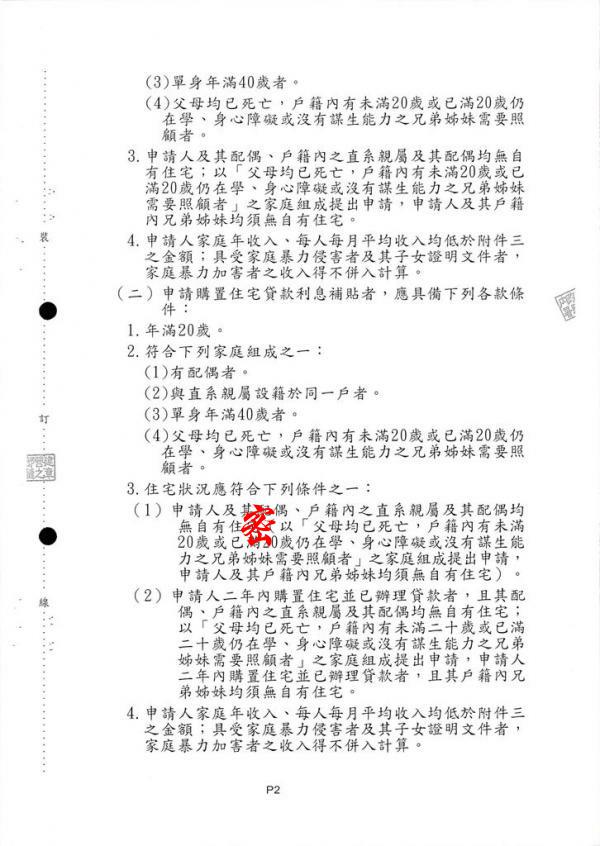 (3)單身年滿40歲者。
(4)父母均已死亡，戶籍內有未滿20歲或已滿20歲仍
在學、身心障礙或沒有謀生能力之兄弟姊妹需要照
顧者。
3.申請人及其配偶、戶籍內之直系親屬及其配偶均無自
有住宅；以「父母均已死亡，戶籍內有未滿20歲或已
滿20歲仍在學、身心障礙或沒有謀生能力之兄弟姊妹
需要照顧者」之家庭組成提出申請，申請人及其戶籍
內兄弟姊妹均須無自有住宅。
4.申請人家庭年收入、每人每月平均收入均低於附件三
之金額；具受家庭暴力侵害者及其子女證明文件者，
家庭暴力加害者之收入得不併入計算。
(二) 申請購置住宅貸款利息補貼者，應具備下列各款條
件：
1.年滿20歲。
2.符合下列家庭組成之一：
(1)有配偶者。
(2)與直系親屬設籍於同一戶者。
(3)單身年滿40歲者。
(4)父母均已死亡，戶籍內有未滿20歲或已滿20歲仍
在學、身心障礙或沒有謀生能力之兄弟姊妹需要照
顧者。
3.住宅狀況應符合下列條件之一：
(1) 申請人及其偶、戶籍內之直系親屬及其配偶均
無自有住以「父母均已死亡，戶籍內有未滿
20歲或已滿0歲仍在學、身心障礙或沒有謀生能
力之兄弟姊妹需要照顧者」之家庭組成提出申請，
申請人及其戶籍內兄弟姊妹均須無自有住宅)。
密
(2) 申請人二年內購置住宅並已辦理貸款者，且其配
偶、戶籍內之直系親屬及其配偶均無自有住宅；
以「父母均已死亡，戶籍內有未滿二十歲或已滿
二十歲仍在學、身心障礙或沒有謀生能力之兄弟
姊妹需要照顧者」之家庭組成提出申請，申請人
二年內購置住宅並已辦理貸款者，且其戶籍內兄
弟姊妹均須無自有住宅。
4.申請人家庭年收入、每人每月平均收入均低於附件三
之金額；具受家庭暴力侵害者及其子女證明文件者，
家庭暴力加害者之收入得不併入計算。
裝
訂
線
P2